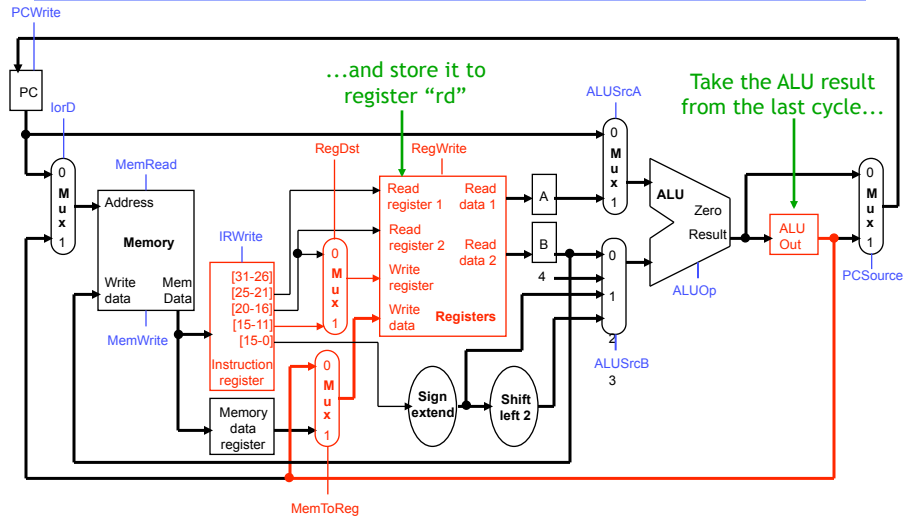 PCWrite
PC
IorD
0
M
u
x
1
MemRead
Address
Memory
Write
data
Mem
Data
MemWrite
IRWrite
[31-26]
[25-21]
[20-16]
[15-11]
[15-0]
Instruction
register
Memory
data
register
RegDst
0
M
u
x
1
0
M
u
x
1
MemToReg
...and store it to
register “rd”
RegWrite
Read
register 1
Read
register 2
Write
register
Write
data
Read
data 1
Read
data 2
Registers
Sign
extend
Shift
left 2
A
B
4
ALUSrcA
0
M
u
x
1
0
1
2
3
ALUSrcB
ALU
Zero
Result
ALUOp
Take the ALU result
from the last cycle...
ALU
Out
0
M
u
x
1
PCSource